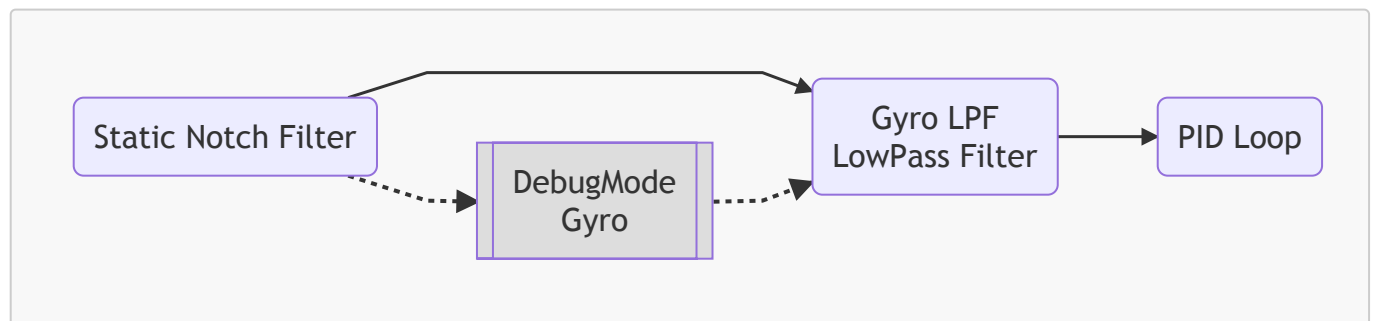 Static Notch Filter
DebugMode
Gyro
Gyro LPF
LowPass Filter
PID Loop